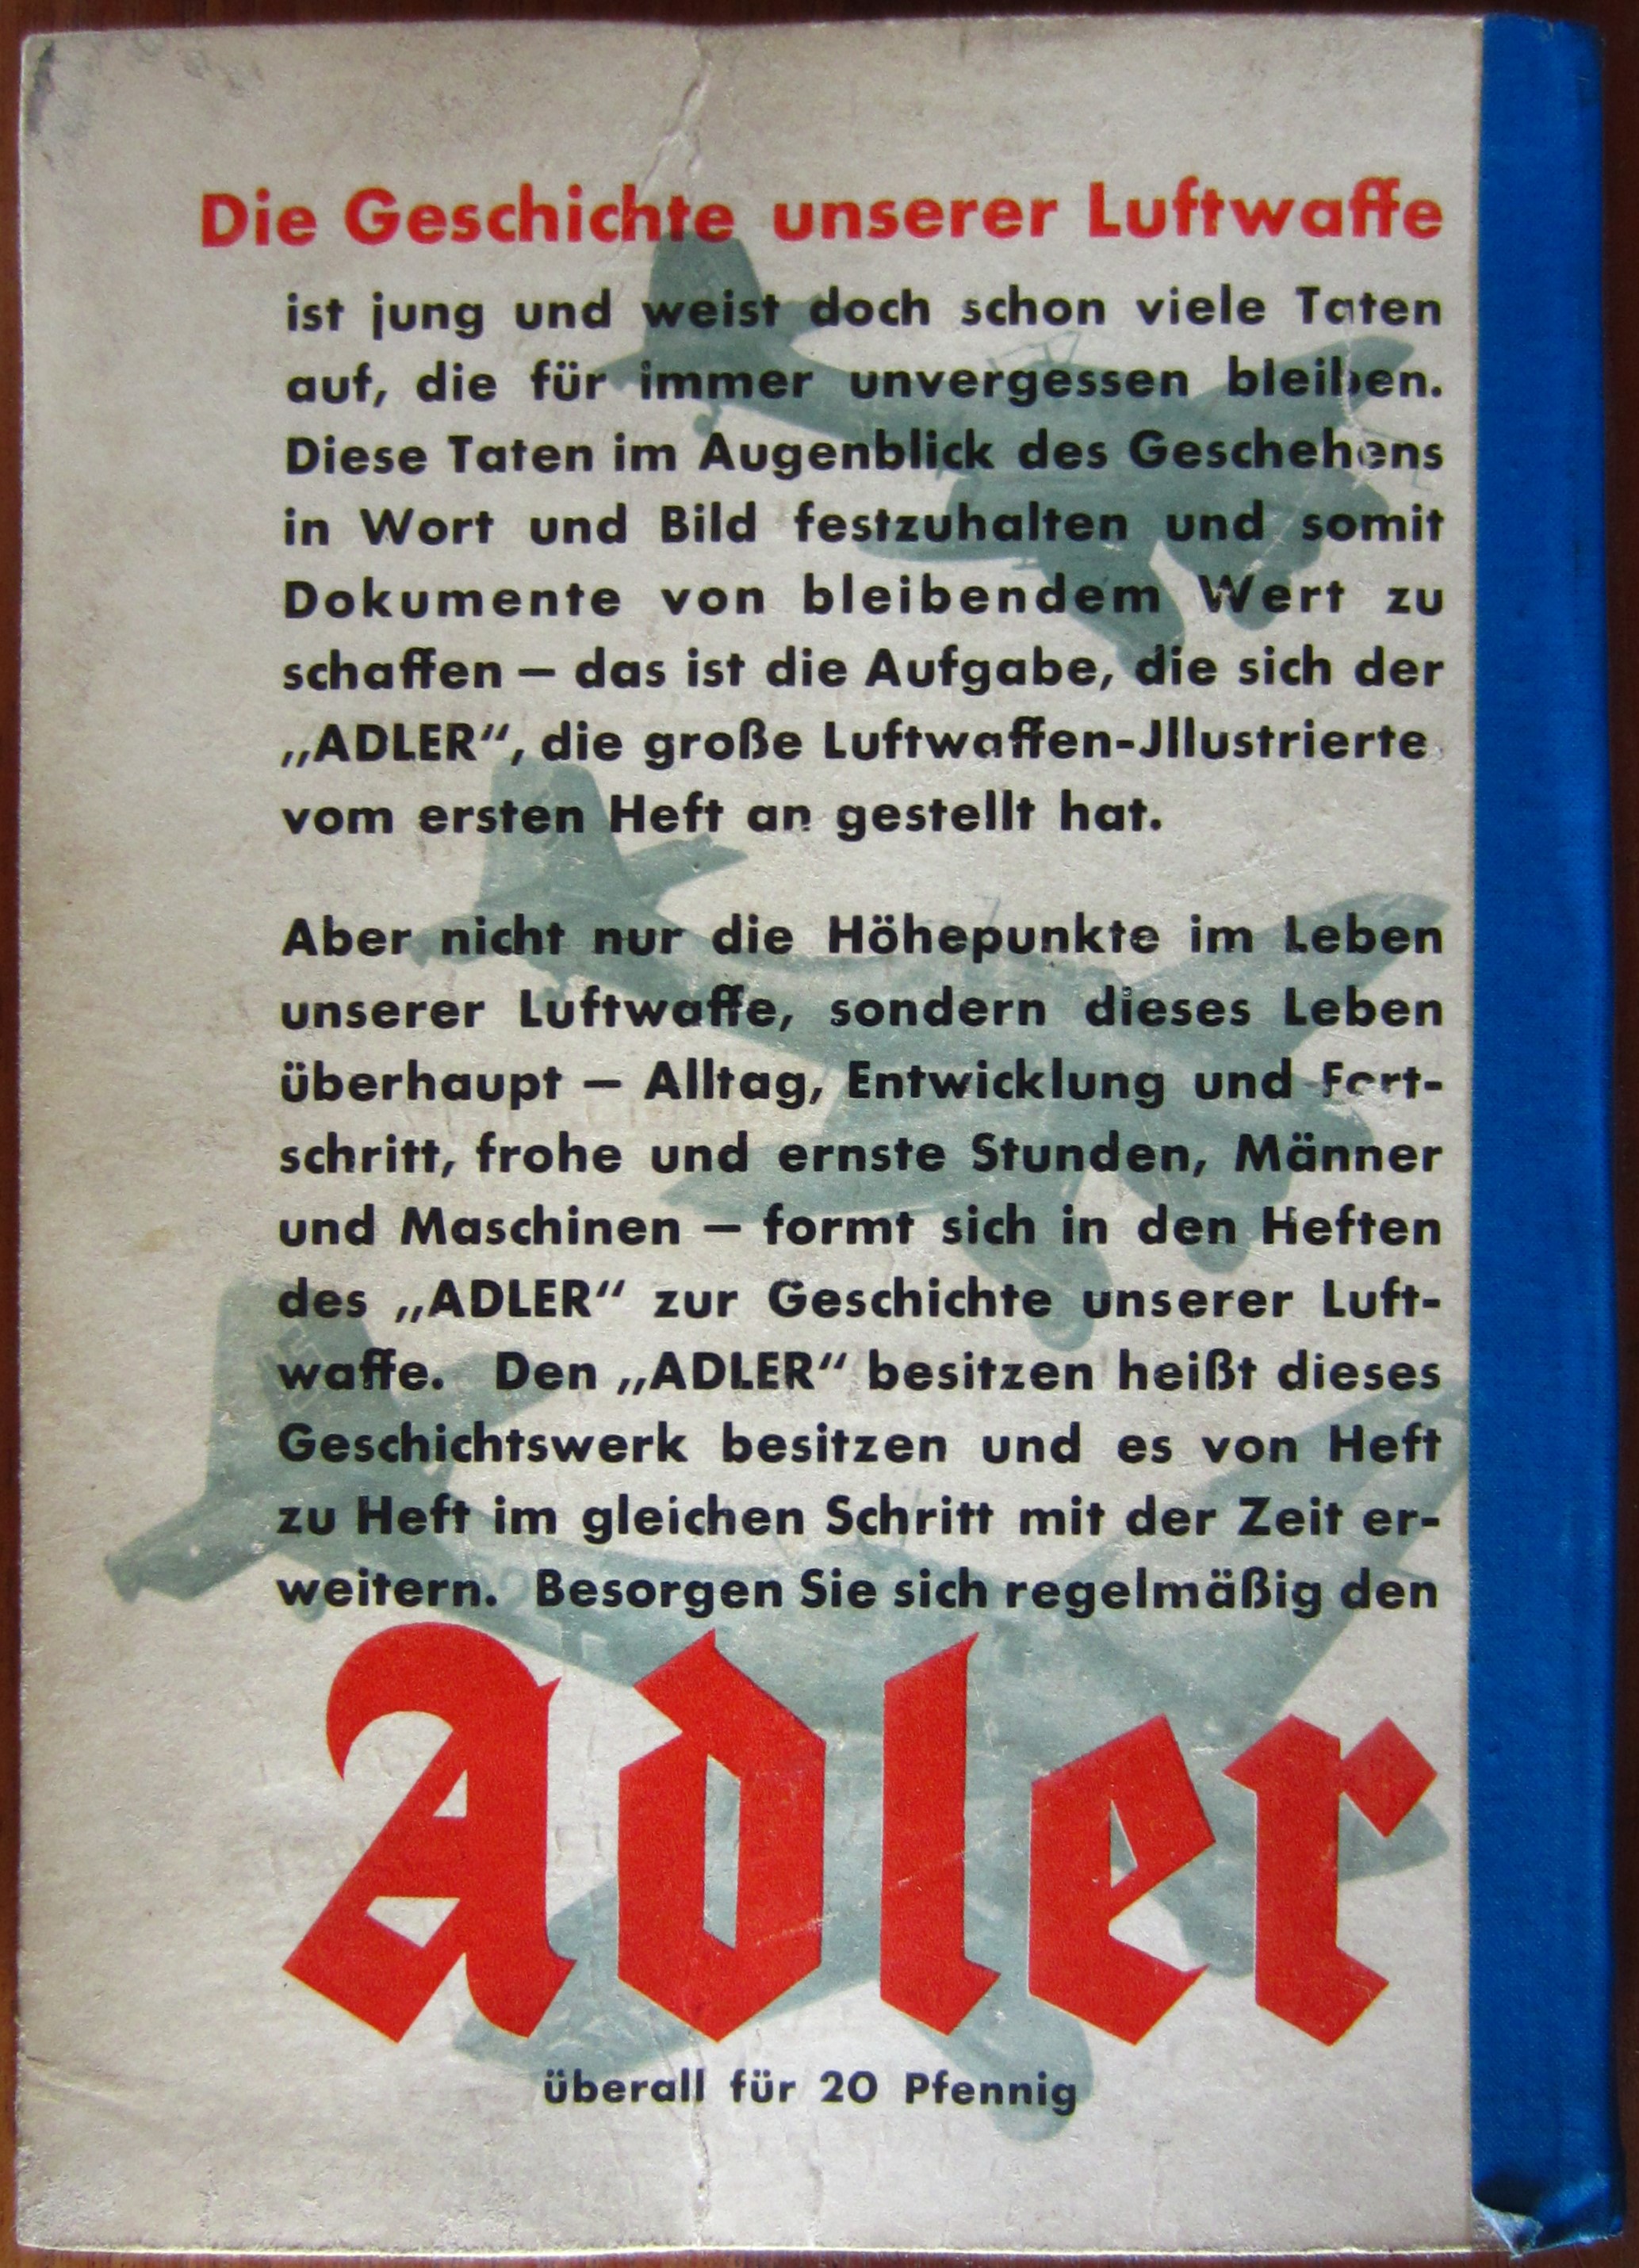 Die Geschichte unserer Luftwaffe
ist jung und weist doch schon viele Taten
auf, die für immer unvergessen bleiben.
Diese Taten im Augenblick des Geschehens
in Wort und Bild festzuhalten und somit
Dokumente von bleibendem Wert zu
schaffen — das ist die Aufgabe, die sich der
„ADLER“, die große Luftwaffen-Jllustrierte
vom ersten Heft an gestellt hat.
Aber nicht nur die Höhepunkte im Leben
unserer Luftwaffe, sondern dieses Leben
überhaupt — Alltag, Entwicklung und Fort-
schritt, frohe und ernste Stunden, Männer
und Maschinen — formt sich in den Heften
des „ADLER“ zur Geschichte unserer Luft-
waffe. Den „ADLER“ besitzen heißt dieses
Geschichtswerk besitzen und es von Heft
zu Heft im gleichen Schritt mit der Zeit er-
weitern. Besorgen Sie sich regelmäßig den
Adler
überall für 20 Pfennig